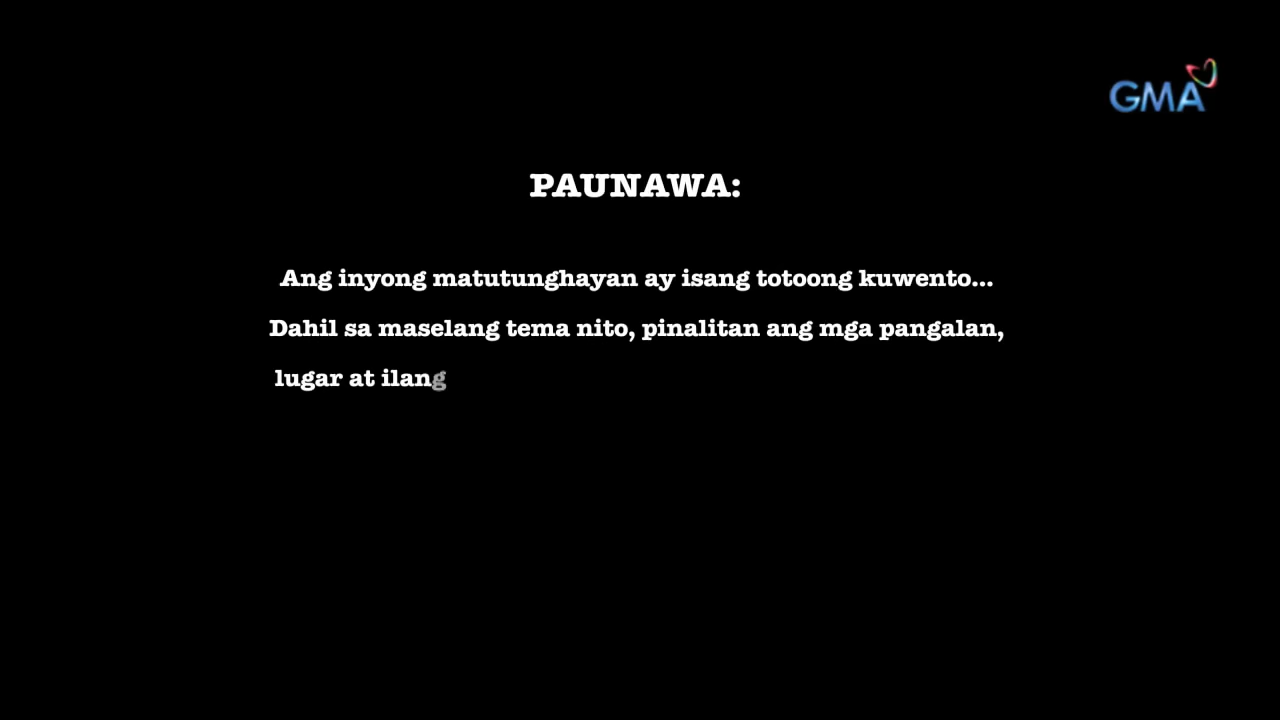 GMA
PAUNAWA:
Ang inyong matutunghayan ay isang totoong kuwento...
Dahil sa maselang tema nito, pinalitan ang mga pangalan,
lugar at ilang